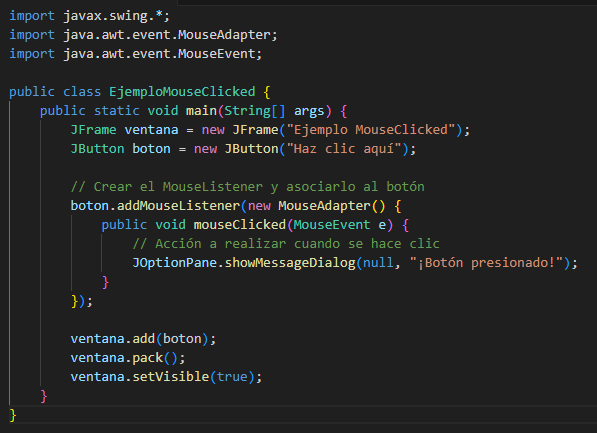 import javax.swing.*;
import java.awt.event.MouseAdapter;
import java.awt.event.MouseEvent;

public class EjemploMouseClicked {
    public static void main(String[] args) {
        JFrame ventana = new JFrame("Ejemplo MouseClicked");
        JButton boton = new JButton("Haz clic aquí");

        // Crear el MouseListener y asociarlo al botón
        boton.addMouseListener(new MouseAdapter() {
            public void mouseClicked(MouseEvent e) {
                // Acción a realizar cuando se hace clic
                JOptionPane.showMessageDialog(null, "¡Botón presionado!");
            }
        });

        ventana.add(boton);
        ventana.pack();
        ventana.setVisible(true);
    }
}